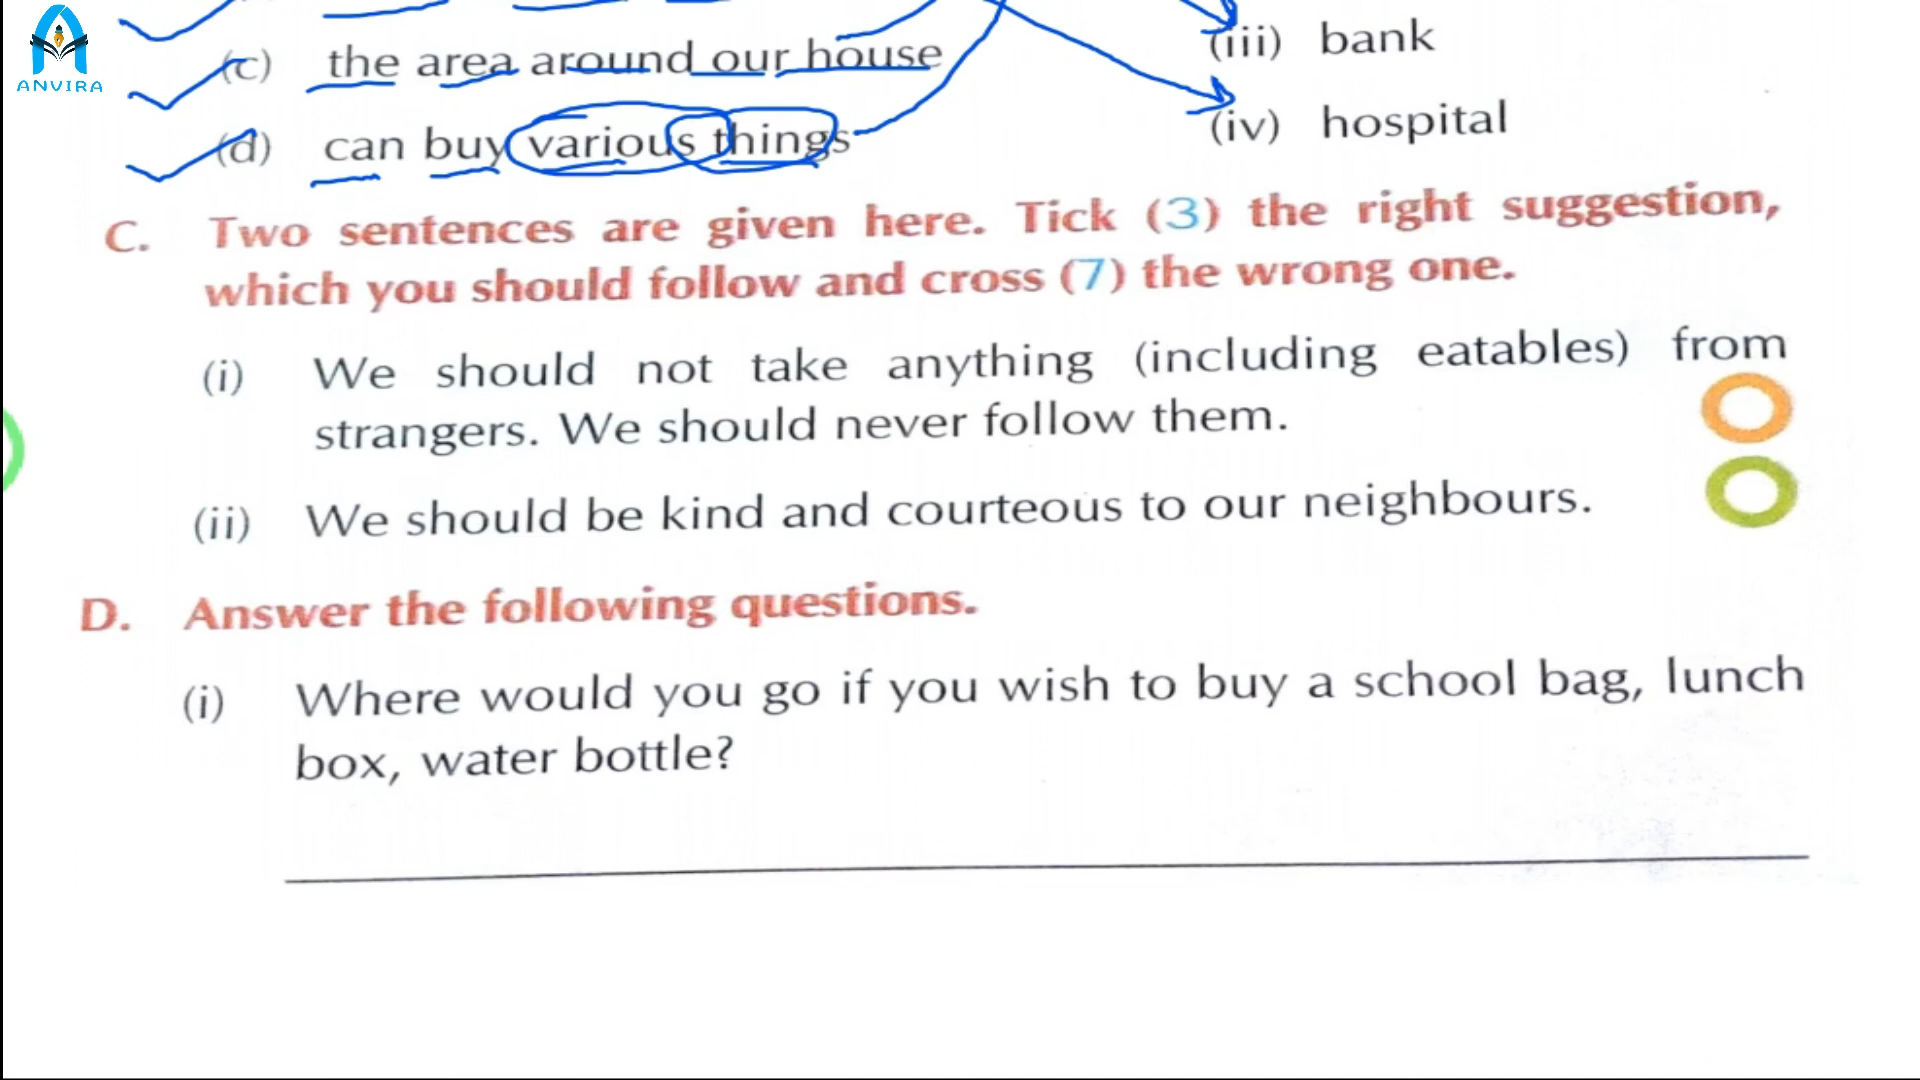 ANVIRA
(c) the area around our house
(iii) bank
(d) can buy various things
(iv) hospital
C. Two sentences are given here. Tick (3) the right suggestion,
which you should follow and cross (7) the wrong one.
(i) We should not take anything (including eatables) from
strangers. We should never follow them.
(ii) We should be kind and courteous to our neighbours.
D. Answer the following questions.
(i) Where would you go if you wish to buy a school bag, lunch
box, water bottle?